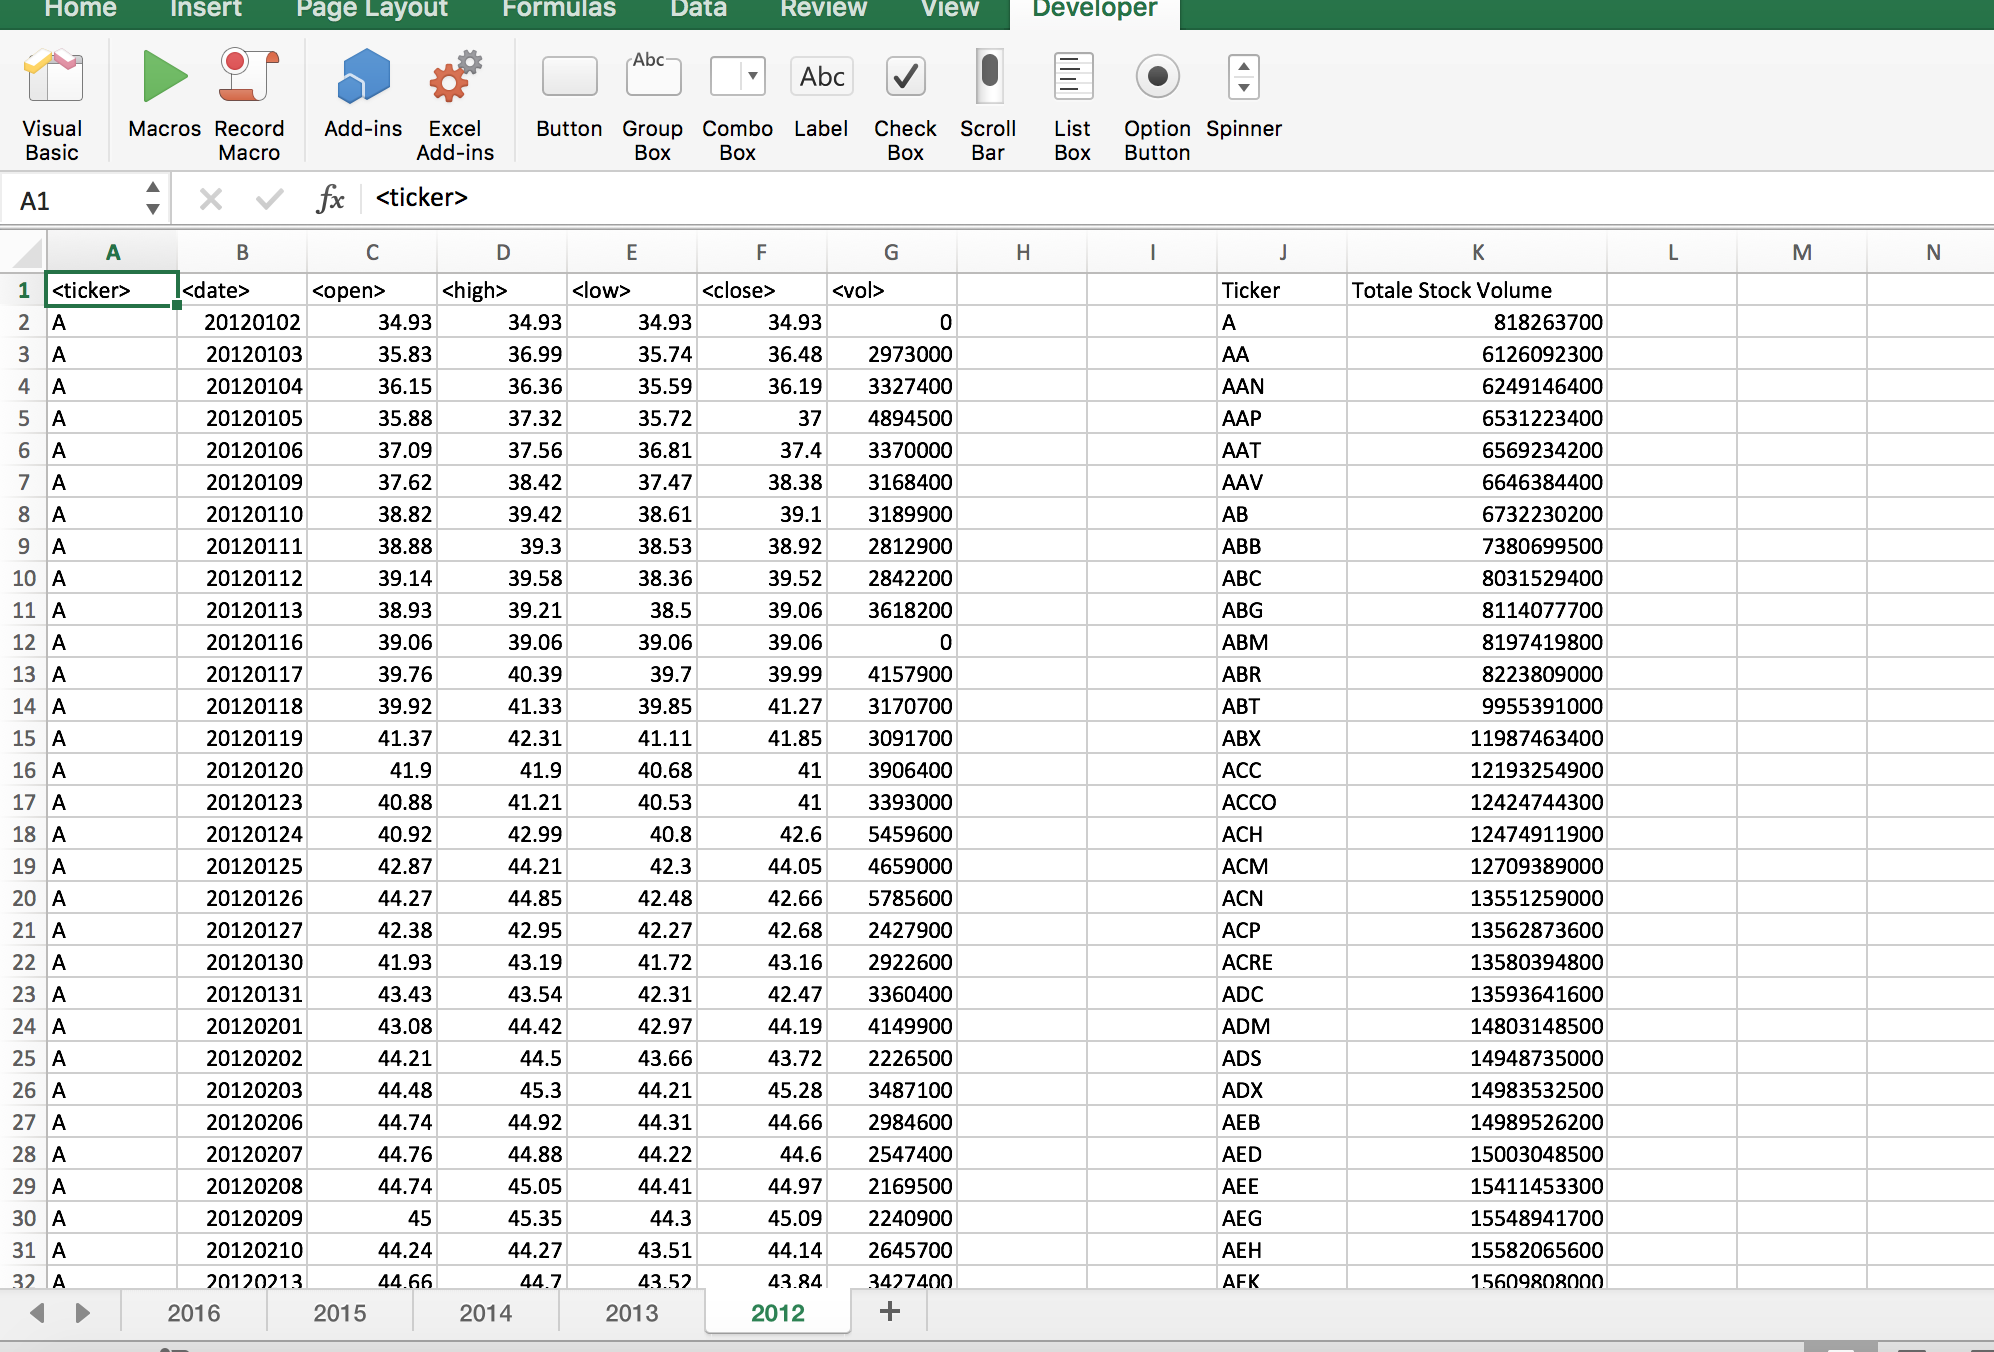 Home Insert Page Layout Formulas Data Review View Developer
Visual Basic Macros Record Macro Add-ins Excel Add-ins Button Group Box Combo Box Label Check Box Scroll Bar List Box Option Button Spinner
Abc Abc
A1 fx <ticker>
A B C D E F G H I J K L M N
1 <ticker> <date> <open> <high> <low> <close> <vol> Ticker Totale Stock Volume
2 A 20120102 34.93 34.93 34.93 34.93 0 A 818263700
3 A 20120103 35.83 36.99 35.74 36.48 2973000 AA 6126092300
4 A 20120104 36.15 36.36 35.59 36.19 3327400 AAN 6249146400
5 A 20120105 35.88 37.32 35.72 37 4894500 AAP 6531223400
6 A 20120106 37.09 37.56 36.81 37.4 3370000 AAT 6569234200
7 A 20120109 37.62 38.42 37.47 38.38 3168400 AAV 6646384400
8 A 20120110 38.82 39.42 38.61 39.1 3189900 AB 6732230200
9 A 20120111 38.88 39.3 38.53 38.92 2812900 ABB 7380699500
10 A 20120112 39.14 39.58 38.36 39.52 2842200 ABC 8031529400
11 A 20120113 38.93 39.21 38.5 39.06 3618200 ABG 8114077700
12 A 20120116 39.06 39.06 39.06 39.06 0 ABM 8197419800
13 A 20120117 39.76 40.39 39.7 39.99 4157900 ABR 8223809000
14 A 20120118 39.92 41.33 39.85 41.27 3170700 ABT 9955391000
15 A 20120119 41.37 42.31 41.11 41.85 3091700 ABX 11987463400
16 A 20120120 41.9 41.9 40.68 41 3906400 ACC 12193254900
17 A 20120123 40.88 41.21 40.53 41 3393000 ACCO 12424744300
18 A 20120124 40.92 42.99 40.8 42.6 5459600 ACH 12474911900
19 A 20120125 42.87 44.21 42.3 44.05 4659000 ACM 12709389000
20 A 20120126 44.27 44.85 42.48 42.66 5785600 ACN 13551259000
21 A 20120127 42.38 42.95 42.27 42.68 2427900 ACP 13562873600
22 A 20120130 41.93 43.19 41.72 43.16 2922600 ACRE 13580394800
23 A 20120131 43.43 43.54 42.31 42.47 3360400 ADC 13593641600
24 A 20120201 43.08 44.42 42.97 44.19 4149900 ADM 14803148500
25 A 20120202 44.21 44.5 43.66 43.72 2226500 ADS 14948735000
26 A 20120203 44.48 45.3 44.21 45.28 3487100 ADX 14983532500
27 A 20120206 44.74 44.92 44.31 44.66 2984600 AEB 14989526200
28 A 20120207 44.76 44.88 44.22 44.6 2547400 AED 15003048500
29 A 20120208 44.74 45.05 44.41 44.97 2169500 AEE 15411453300
30 A 20120209 45 45.35 44.3 45.09 2240900 AEG 15548941700
31 A 20120210 44.24 44.27 43.51 44.14 2645700 AEH 15582065600
32 A 20120213 44.66 44.7 43.52 43.84 3427400 AEK 15609808000
2016 2015 2014 2013 2012 +